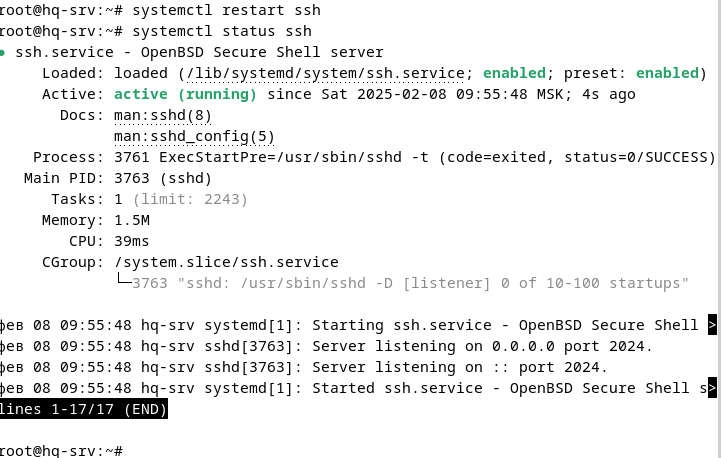 root@hq-srv:~# systemctl restart ssh
root@hq-srv:~# systemctl status ssh
● ssh.service - OpenBSD Secure Shell server
Loaded: loaded (/lib/systemd/system/ssh.service; enabled; preset: enabled)
Active: active (running) since Sat 2025-02-08 09:55:48 MSK; 4s ago
Docs: man:sshd(8)
man:sshd_config(5)
Process: 3761 ExecStartPre=/usr/sbin/sshd -t (code=exited, status=0/SUCCESS)
Main PID: 3763 (sshd)
Tasks: 1 (limit: 2243)
Memory: 1.5M
CPU: 39ms
CGroup: /system.slice/ssh.service
└─3763 "sshd: /usr/sbin/sshd -D [listener] 0 of 10-100 startups"
фев 08 09:55:48 hq-srv systemd[1]: Starting ssh.service - OpenBSD Secure Shell >
фев 08 09:55:48 hq-srv sshd[3763]: Server listening on 0.0.0.0 port 2024.
фев 08 09:55:48 hq-srv sshd[3763]: Server listening on :: port 2024.
фев 08 09:55:48 hq-srv systemd[1]: Started ssh.service - OpenBSD Secure Shell s>
lines 1-17/17 (END)
root@hq-srv:~#